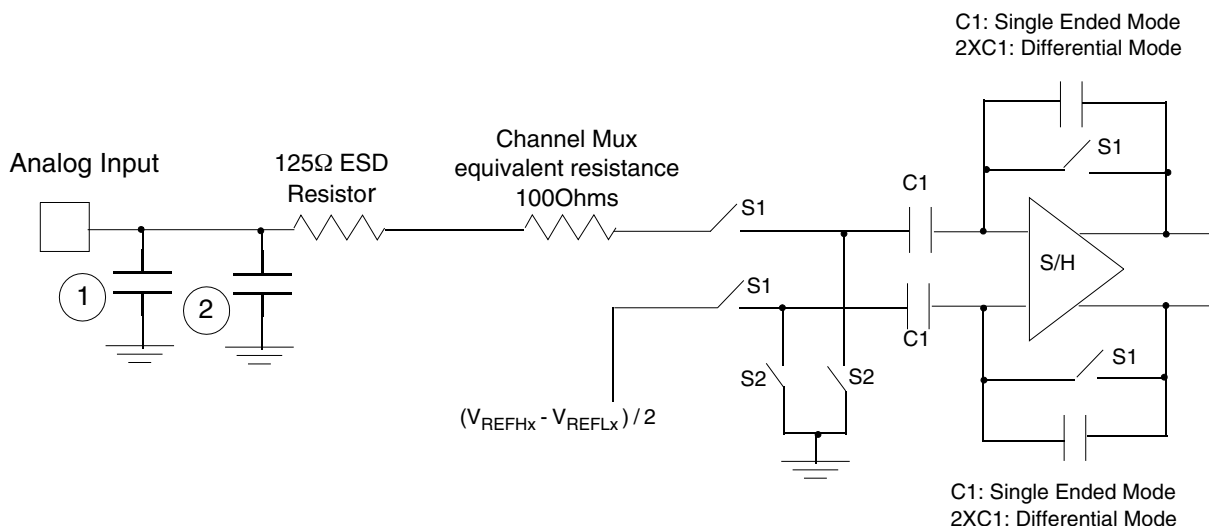 C1: Single Ended Mode
2XC1: Differential Mode
Channel Mux
equivalent resistance
100Ohms
125Ω ESD
Resistor
Analog Input
S1
C1
S1
S/H
1
2
S1
C1
S1
S2
S2
(VREFHx - VREFLx) / 2
C1: Single Ended Mode
2XC1: Differential Mode